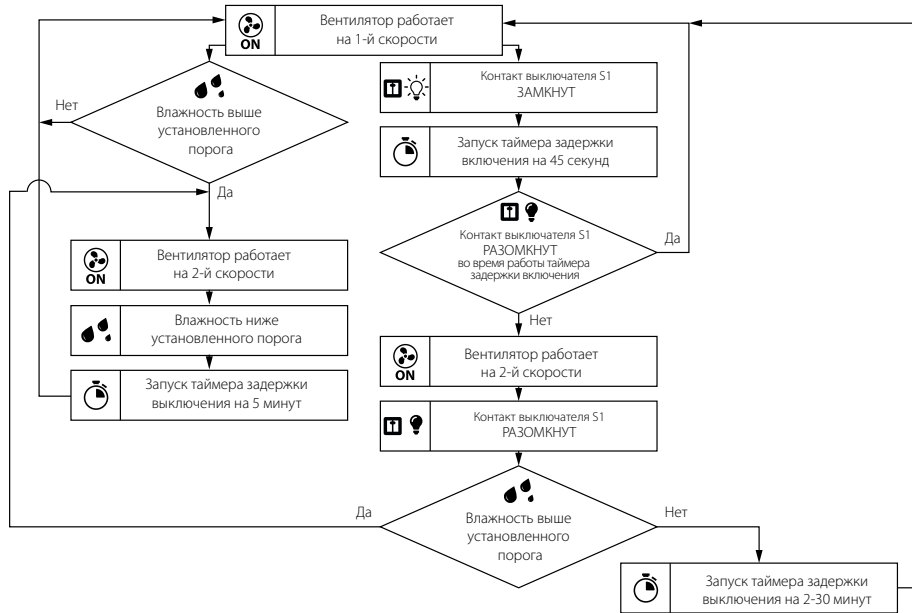 Вентилятор работает
на 1-й скорости
ON
Нет
Влажность выше
установленного
порога
Да
ON
Вентилятор работает
на 2-й скорости
Влажность ниже
установленного порога
Запуск таймера задержки
выключения на 5 минут
Контакт выключателя S1
ЗАМКНУТ
Запуск таймера задержки
включения на 45 секунд
Контакт выключателя S1
РАЗОМКНУТ
во время работы таймера
задержки включения
Да
Нет
ON
Вентилятор работает
на 2-й скорости
Контакт выключателя S1
РАЗОМКНУТ
Да
Влажность выше
установленного
порога
Нет
Запуск таймера задержки
выключения на 2-30 минут